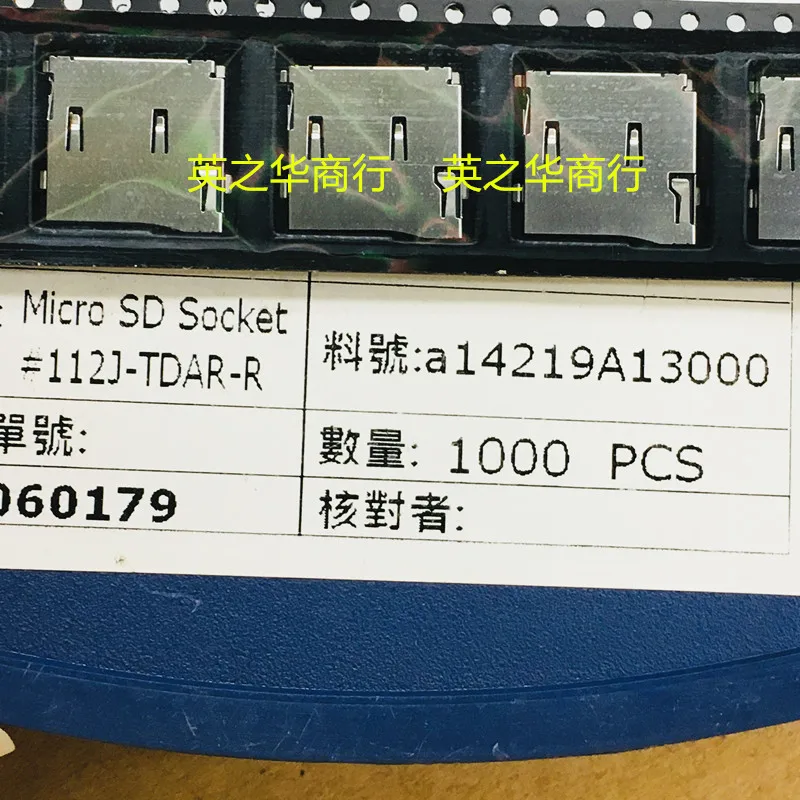 英之华商行 英之华商行
Micro SD Socket
#112J-TDAR-R
料號:a14219A13000
單號:
數量: 1000 PCS
060179
核對者: